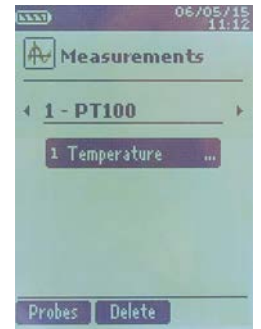 06/05/15
11:12
Measurements
1 - PT100
1 Temperature ...
Probes Delete